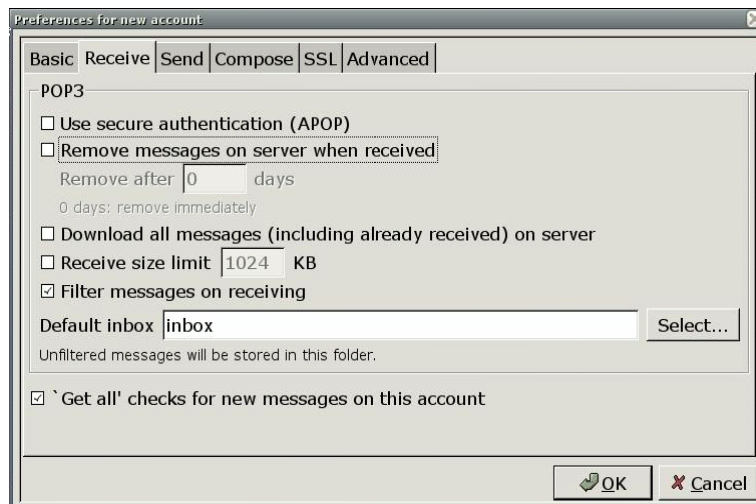 Preferences for new account
Basic Receive Send Compose SSL Advanced
POP3
Use secure authentication (APOP)
Remove messages on server when received
Remove after 0 days
0 days: remove immediately
Download all messages (including already received) on server
Receive size limit 1024 KB
Filter messages on receiving
Default inbox inbox Select...
Unfiltered messages will be stored in this folder.
`Get all' checks for new messages on this account
OK Cancel